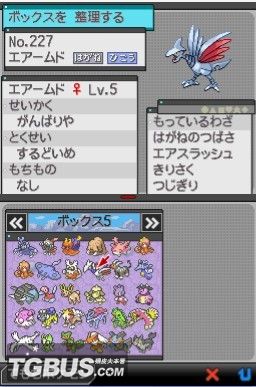 ボックスを 整理する
No.227
エアームド はがね ひこう
エアームド ♀ Lv.5
せいかく
がんばりや
とくせい
するどいめ
もちもの
なし
もっているわざ
はがねのつばさ
エアスラッシュ
きりさく
つじぎり
ボックス5
TGBUS.COM